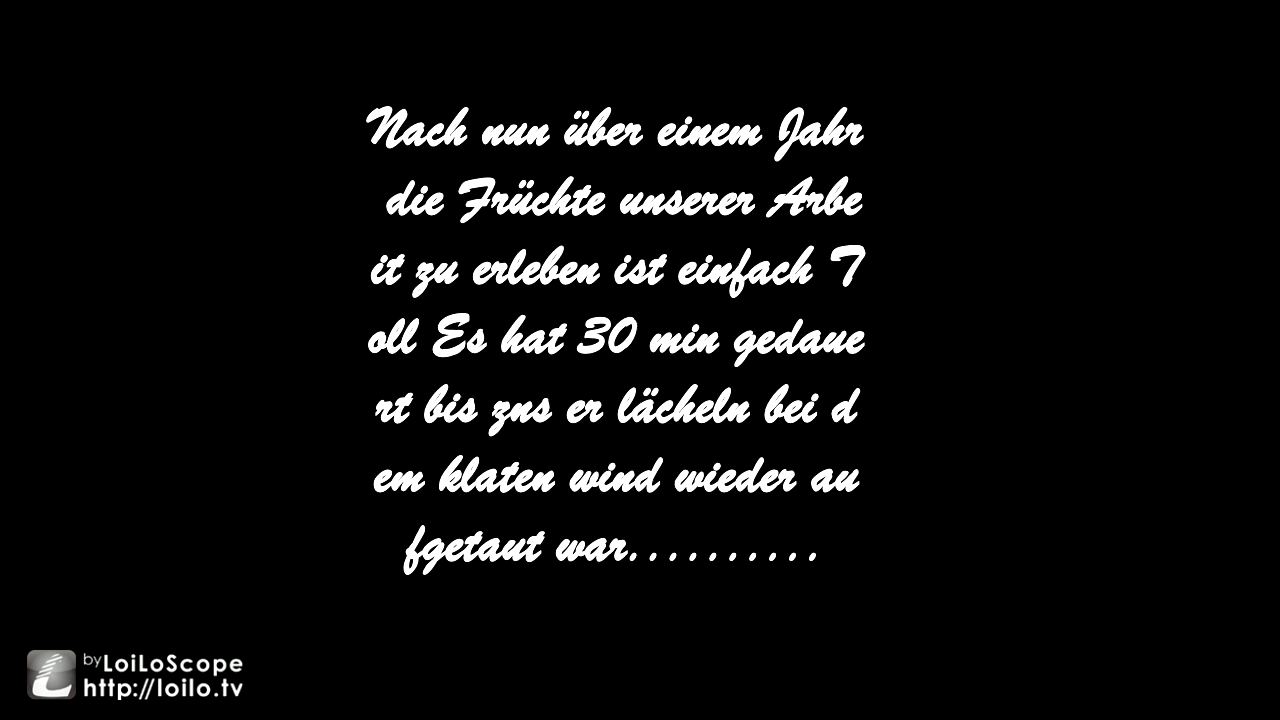 Nach nun über einem Jahr
die Früchte unserer Arbe
it zu erleben ist einfach T
oll Es hat 30 min gedaue
rt bis zns er lächeln bei d
em klaten wind wieder au
fgetaut war..........
by LoiLoScope
http://loilo.tv